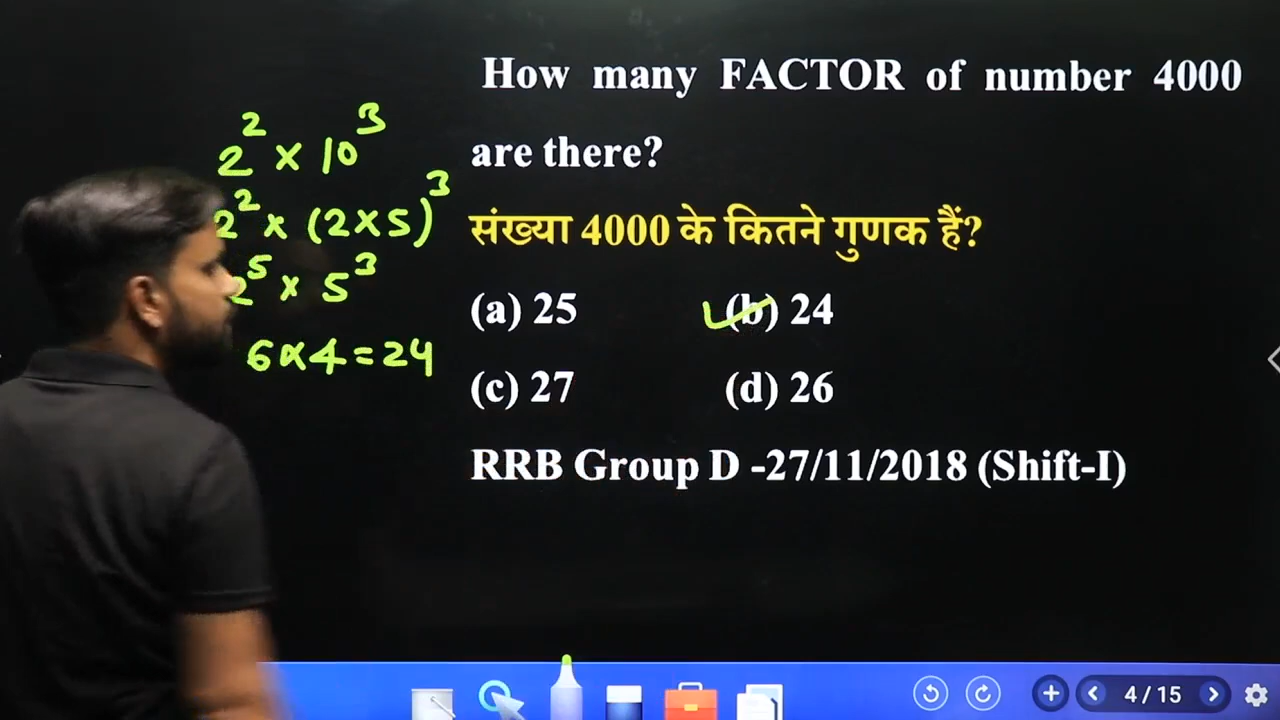 How many FACTOR of number 4000
are there?
संख्या 4000 के कितने गुणक हैं?
(a) 25 (b) 24
(c) 27 (d) 26
RRB Group D -27/11/2018 (Shift-I)
2² × 10³
2² × (2×5)³
2⁵ × 5³
6×4=24
4 / 15